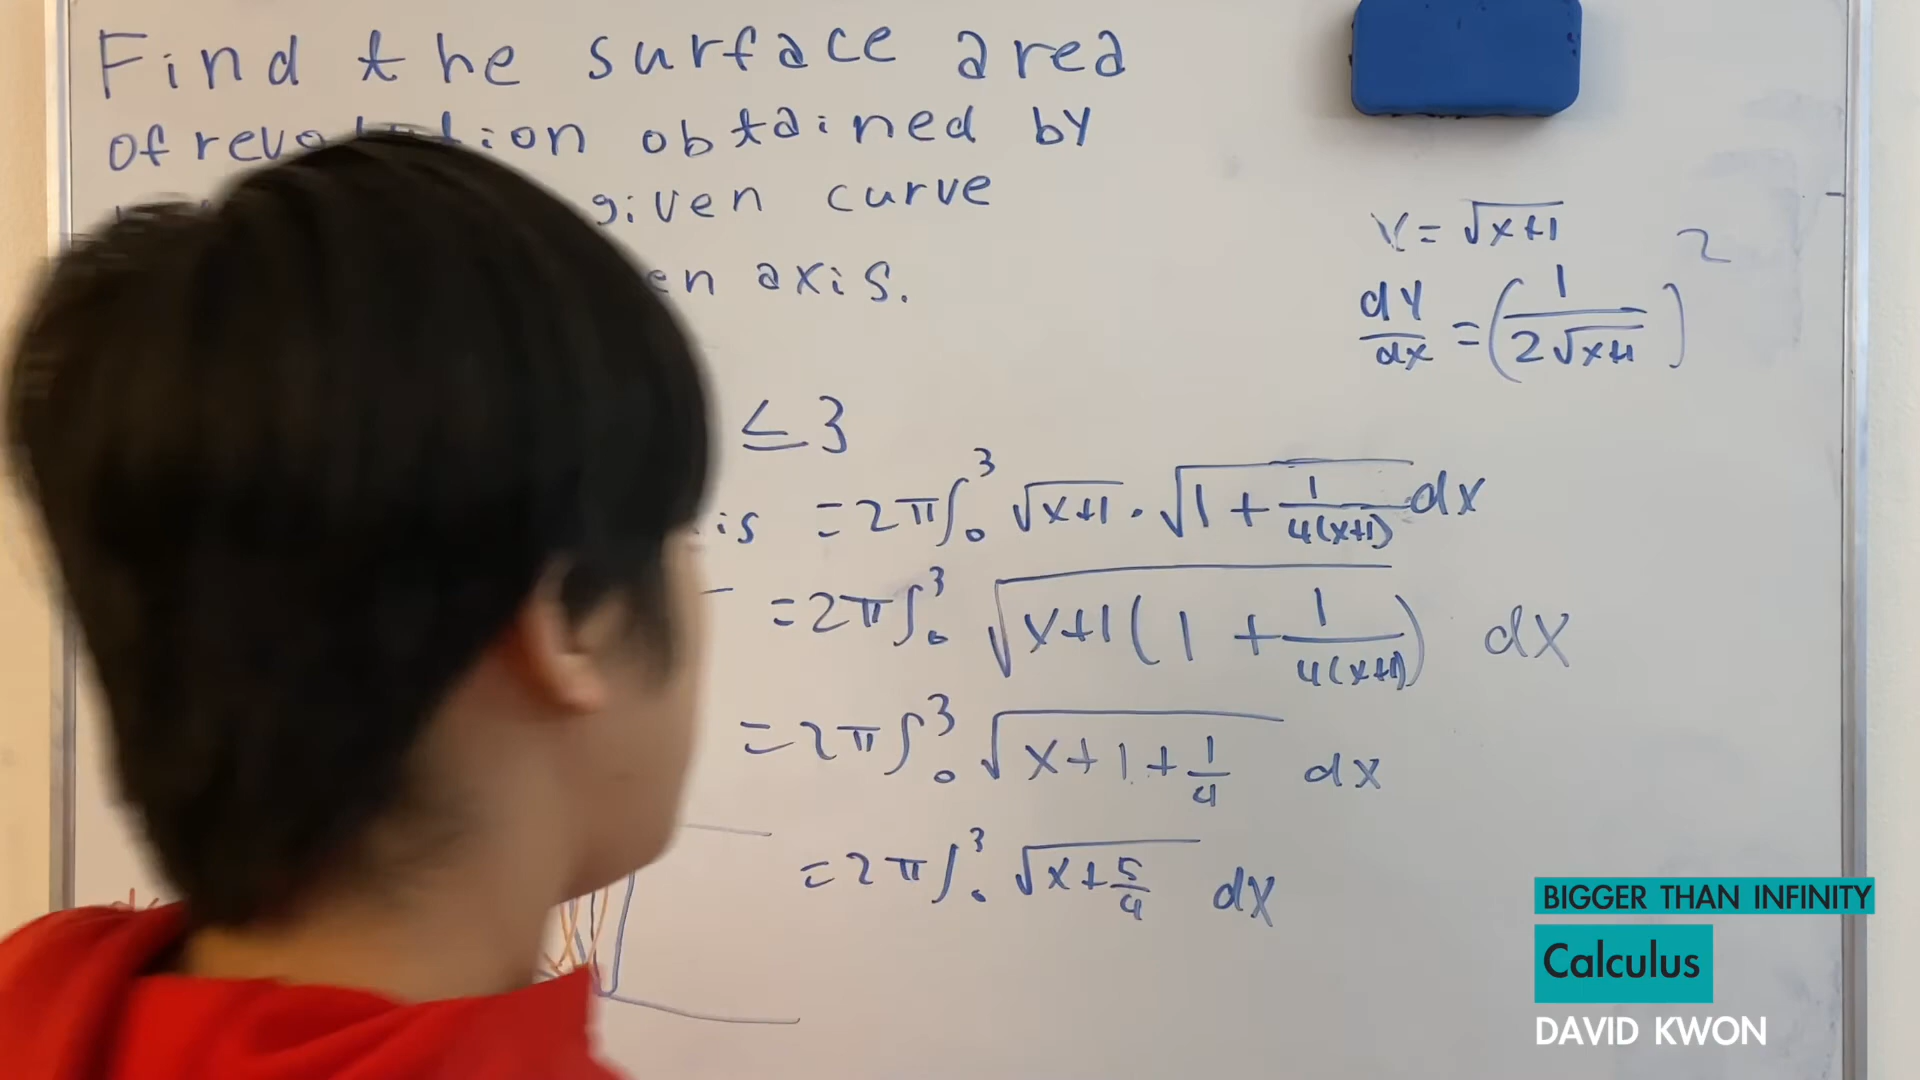 Find the surface area
of revolution obtained by
given curve
axis.
≤3
= 2π∫₀³ √(x+1) · √(1 + 1/(4(x+1))) dx
= 2π∫₀³ √(x+1(1 + 1/(4(x+1)))) dx
= 2π∫₀³ √(x+1+1/4) dx
= 2π∫₀³ √(x+5/4) dx
Y = √(x+1)
dy/dx = (1/(2√(x+1)))²
BIGGER THAN INFINITY
Calculus
DAVID KWON